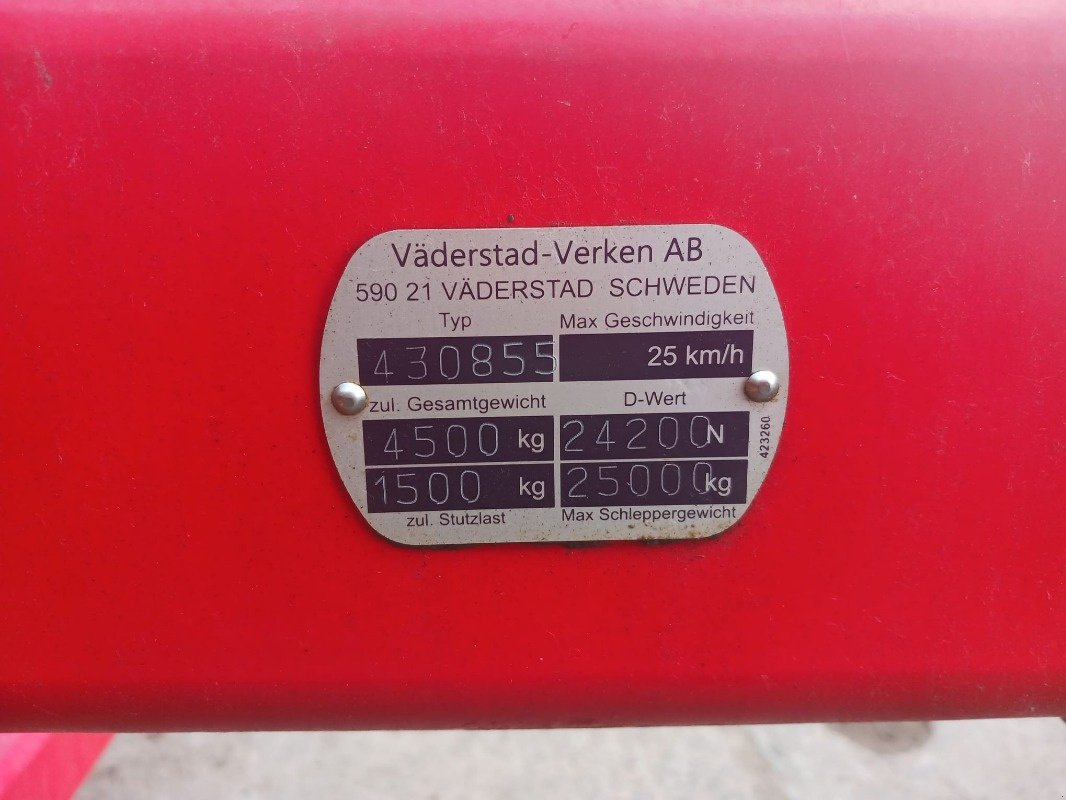 Väderstad-Verken AB
590 21 VÄDERSTAD SCHWEDEN
Typ Max Geschwindigkeit
430855 25 km/h
zul. Gesamtgewicht D-Wert
4500 kg 24200 N
1500 kg 25000 kg
zul. Stutzlast Max Schleppergewicht
423260